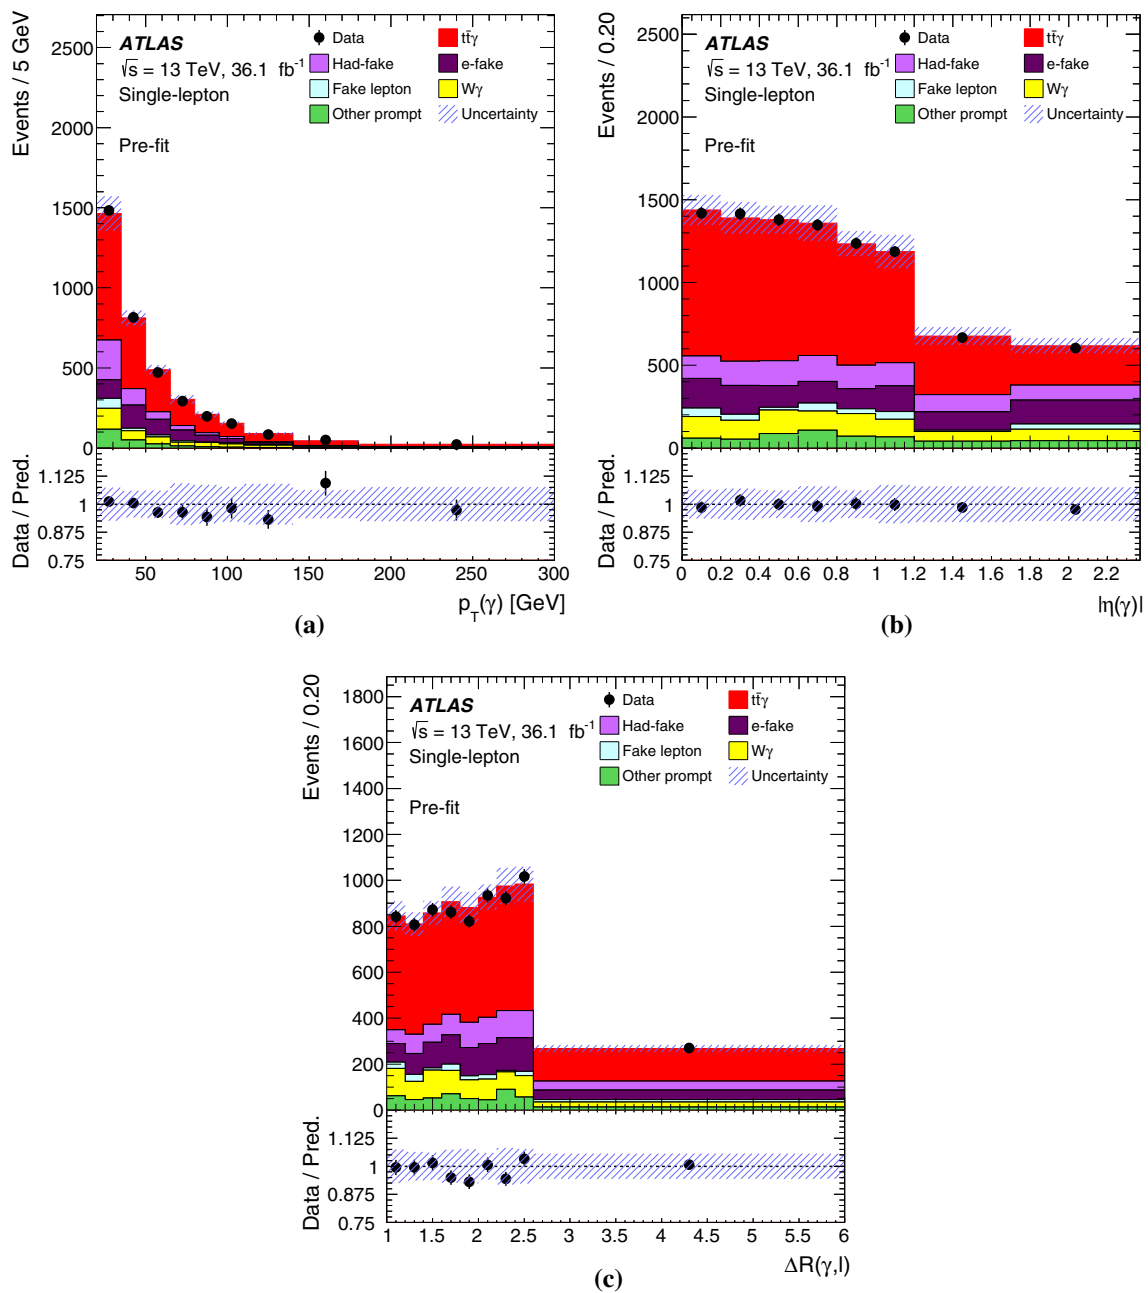 Events / 5 GeV
2500
2000
1500
1000
500
0
ATLAS
√s = 13 TeV, 36.1 fb⁻¹
Single-lepton
Pre-fit
Data
tt̄γ
Had-fake
e-fake
Fake lepton
Wγ
Other prompt
Uncertainty
Data / Pred.
1.125
1
0.875
0.75
50 100 150 200 250 300
p_T(γ) [GeV]
(a)
Events / 0.20
2500
2000
1500
1000
500
0
ATLAS
√s = 13 TeV, 36.1 fb⁻¹
Single-lepton
Pre-fit
Data
tt̄γ
Had-fake
e-fake
Fake lepton
Wγ
Other prompt
Uncertainty
Data / Pred.
1.125
1
0.875
0.75
0 0.2 0.4 0.6 0.8 1 1.2 1.4 1.6 1.8 2 2.2
|η(γ)|
(b)
Events / 0.20
1800
1600
1400
1200
1000
800
600
400
200
0
ATLAS
√s = 13 TeV, 36.1 fb⁻¹
Single-lepton
Pre-fit
Data
tt̄γ
Had-fake
e-fake
Fake lepton
Wγ
Other prompt
Uncertainty
Data / Pred.
1.125
1
0.875
0.75
1 1.5 2 2.5 3 3.5 4 4.5 5 5.5 6
ΔR(γ,l)
(c)